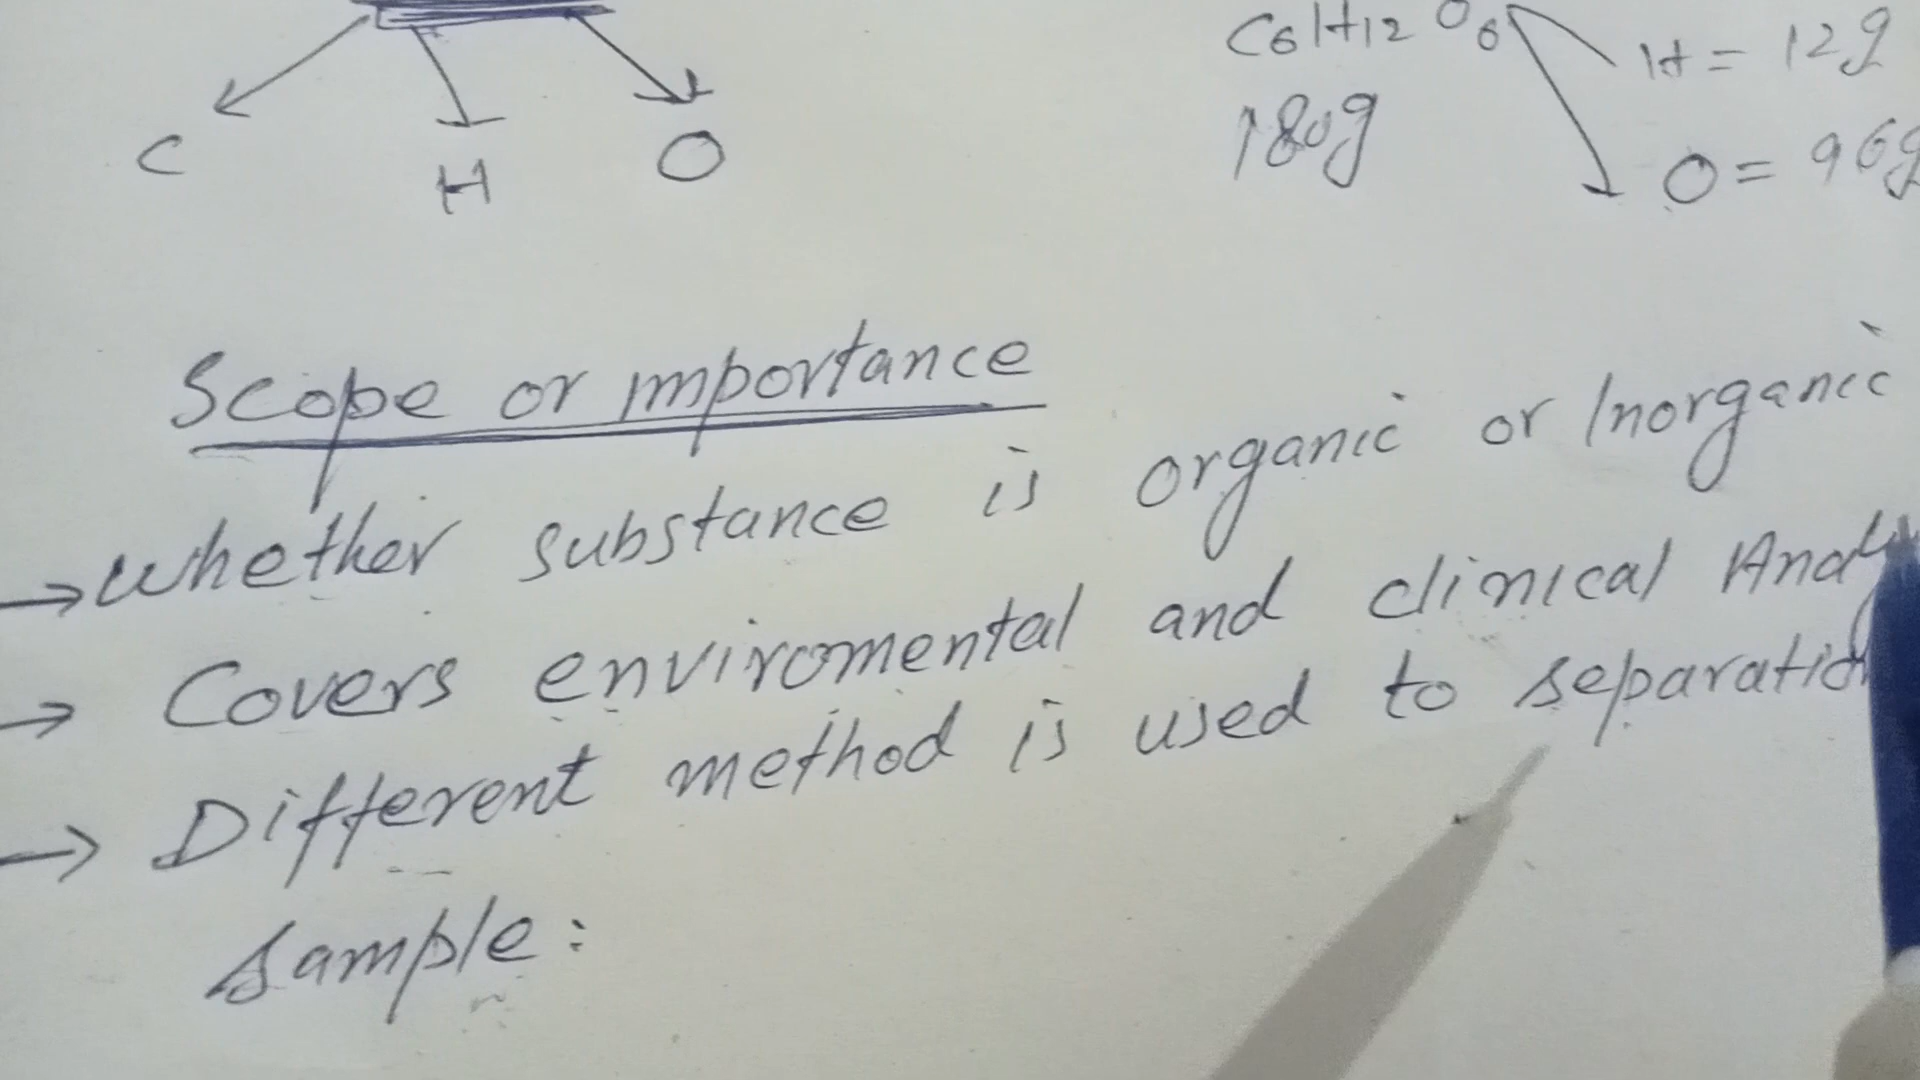 C6H12O6
H = 12g
180g
O = 96g
C
H
O
Scope or importance
→ Whether substance is organic or Inorganic
→ Covers enviromental and clinical
→ Different method is used to
sample: